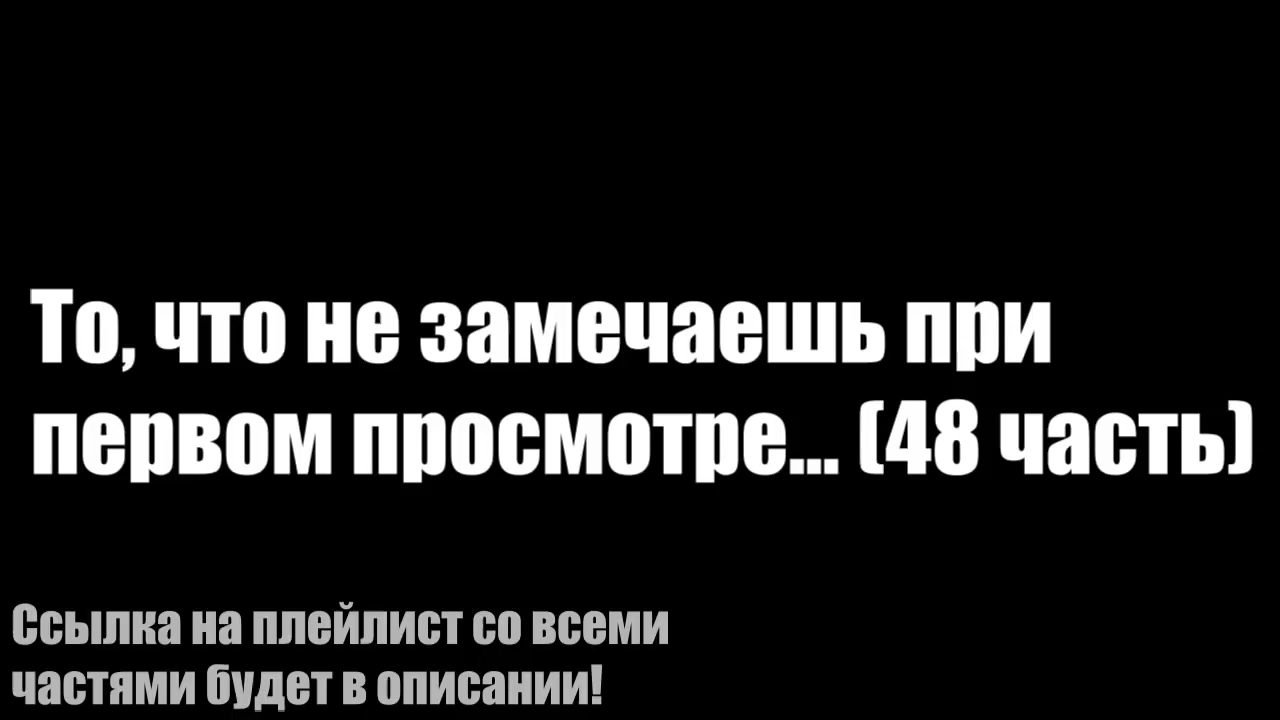 То, что не замечаешь при
первом просмотре... (48 часть)
Ссылка на плейлист со всеми
частями будет в описании!